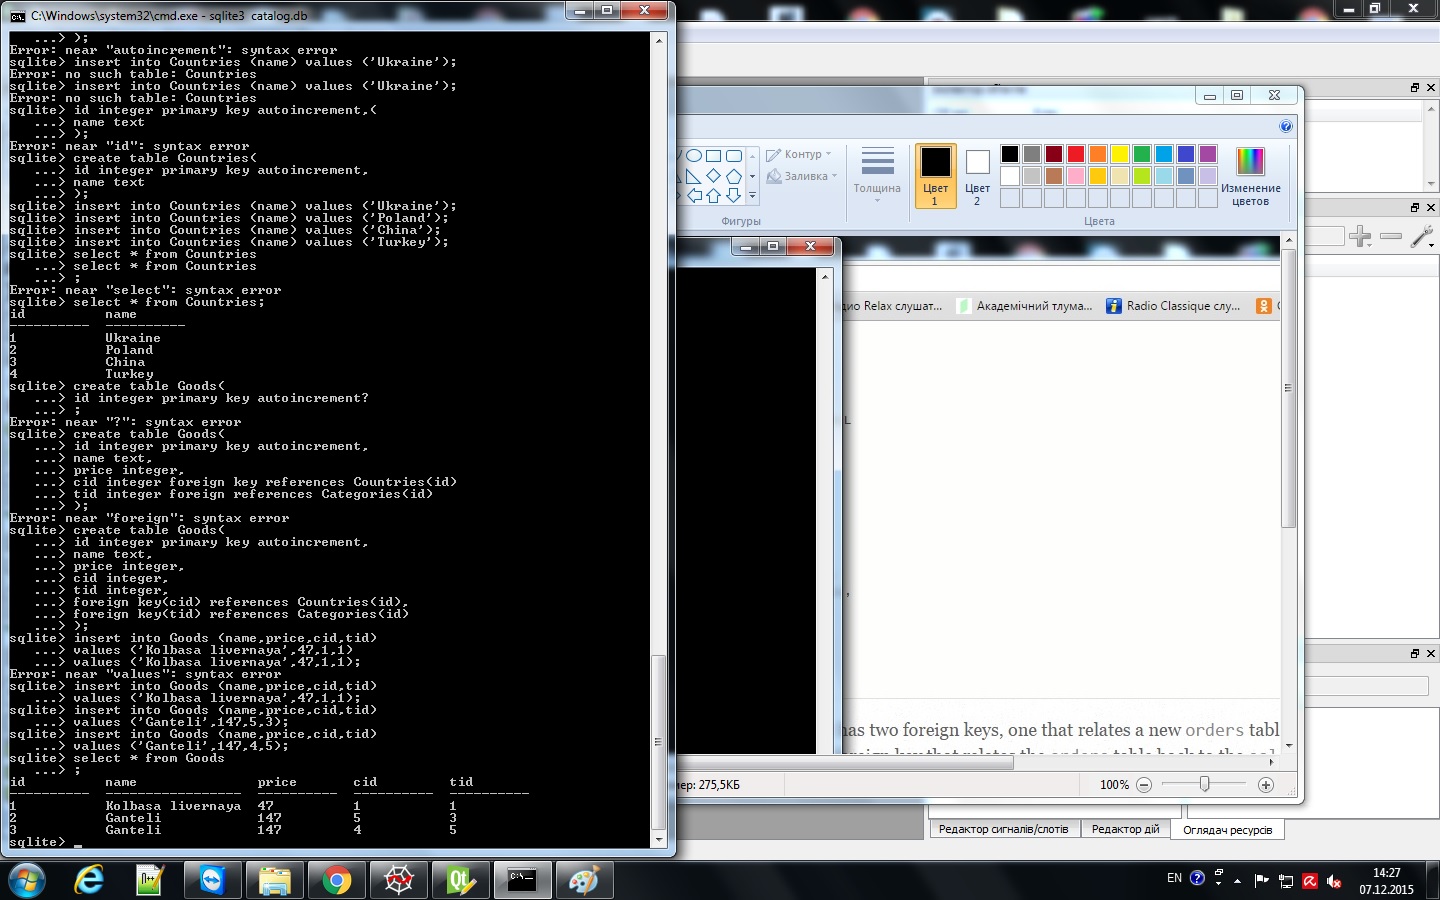 C:\Windows\system32\cmd.exe - sqlite3  catalog.db
...> );
Error: near "autoincrement": syntax error
sqlite> insert into Countries (name) values ('Ukraine');
Error: no such table: Countries
sqlite> insert into Countries (name) values ('Ukraine');
Error: no such table: Countries
sqlite> id integer primary key autoincrement,(
...> name text
...> );
Error: near "id": syntax error
sqlite> create table Countries(
...> id integer primary key autoincrement,
...> name text
...> );
sqlite> insert into Countries (name) values ('Ukraine');
sqlite> insert into Countries (name) values ('Poland');
sqlite> insert into Countries (name) values ('China');
sqlite> insert into Countries (name) values ('Turkey');
sqlite> select * from Countries
...> select * from Countries
...> ;
Error: near "select": syntax error
sqlite> select * from Countries;
id name
---------- ----------
1 Ukraine
2 Poland
3 China
4 Turkey
sqlite> create table Goods(
...> id integer primary key autoincrement?
...> ;
Error: near "?": syntax error
sqlite> create table Goods(
...> id integer primary key autoincrement,
...> name text,
...> price integer,
...> cid integer foreign key references Countries(id)
...> tid integer foreign references Categories(id)
...> );
Error: near "foreign": syntax error
sqlite> create table Goods(
...> id integer primary key autoincrement,
...> name text,
...> price integer,
...> cid integer,
...> tid integer,
...> foreign key(cid) references Countries(id),
...> foreign key(tid) references Categories(id)
...> );
sqlite> insert into Goods (name,price,cid,tid)
...> values ('Kolbasa livernaya',47,1,1)
...> values ('Kolbasa livernaya',47,1,1);
Error: near "values": syntax error
sqlite> insert into Goods (name,price,cid,tid)
...> values ('Kolbasa livernaya',47,1,1);
sqlite> insert into Goods (name,price,cid,tid)
...> values ('Ganteli',147,5,3);
sqlite> insert into Goods (name,price,cid,tid)
...> values ('Ganteli',147,4,5);
sqlite> select * from Goods
...> ;
id name price cid tid
---------- ----------------- ---------- ---------- ----------
1 Kolbasa livernaya 47 1 1
2 Ganteli 147 5 3
3 Ganteli 147 4 5
sqlite> _
Контур
Заливка
Фигуры
Толщина
Цвет 1
Цвет 2
Изменение цветов
Цвета
дио Relax слушат...
Академічний тлума...
Radio Classique слу...
has two foreign keys, one that relates a new orders tabl
мер: 275,5КБ
100%
Редактор сигналів/слотів
Редактор дій
Оглядач ресурсів
EN
14:27
07.12.2015